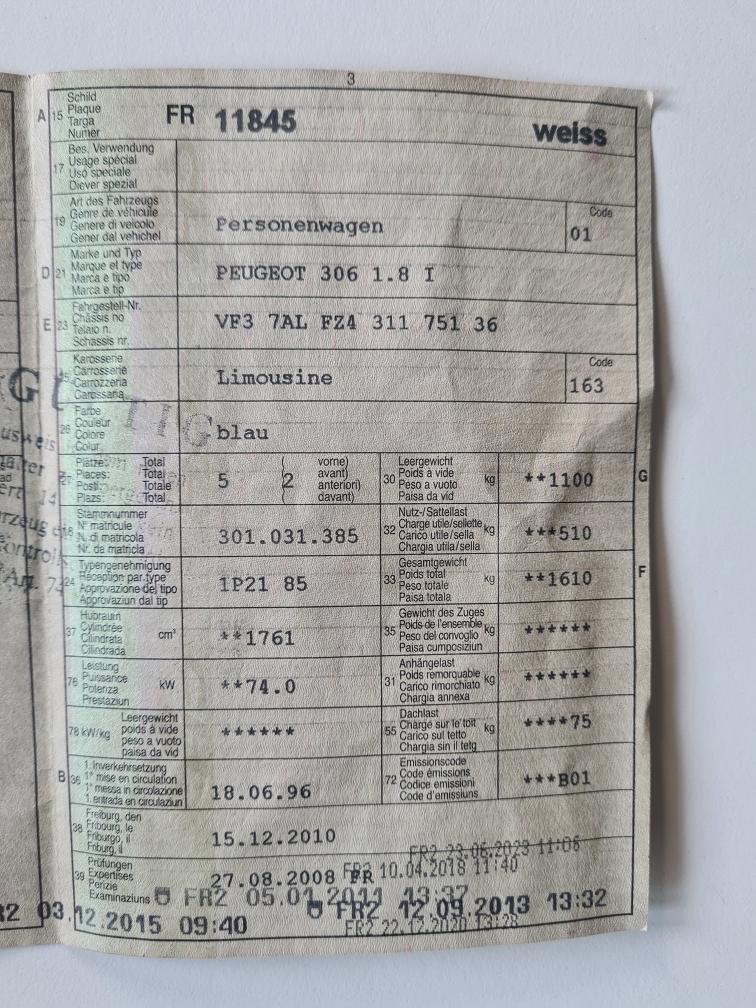 3
A 15 Schild
Plaque
Targa
Numer
FR 11845 weiss
17 Bes. Verwendung
Usage spécial
Uso speciale
Diever spezial
19 Art des Fahrzeugs
Genre de véhicule
Genere di veicolo
Gener dal vehichel
Personenwagen
Code
01
D 21 Marke und Typ
Marque et type
Marca e tipo
Marca e tip
PEUGEOT 306 1.8 I
E 23 Fahrgestell-Nr.
Châssis no
Telaio n.
Schassis nr.
VF3 7AL FZ4 311 751 36
Karosserie
Carrosserie
Carrozzeria
Carossaria
Limousine
Code
163
26 Farbe
Couleur
Colore
Colur
blau
Plätze: Total
Places: Total
Posti: Totale
Plazs: Total
5 (2
vorne)
avant)
anteriori)
davant)
30 Leergewicht
Poids à vide
Peso a vuoto
Paisa da vid
kg
**1100
G
Stammnummer
N° matricule
N. di matricola
Nr. da matricla
301.031.385
32 Nutz-/Sattellast
Charge utile/sellette
Carico utile/sella
Chargia utila/sella
kg
***510
24 Typengenehmigung
Réception par type
Approvazione del tipo
Approvaziun dal tip
1P21 85
33 Gesamtgewicht
Poids total
Peso totale
Paisa totala
kg
**1610
F
37 Hubraum
Cylindrée
Cilindrata
Cilindrada
cm³
**1761
35 Gewicht des Zuges
Poids de l'ensemble
Peso del convoglio
Paisa cumposiziun
kg
******
76 Leistung
Puissance
Potenza
Prestaziun
kW
**74.0
31 Anhängelast
Poids remorquable
Carico rimorchiato
Chargia annexa
kg
******
78 kW/kg
Leergewicht
poids à vide
peso a vuoto
paisa da vid
******
55 Dachlast
Charge sur le toit
Carico sul tetto
Chargia sin il tetg
kg
****75
B 36 1. Inverkehrsetzung
1re mise en circulation
1a messa in circolazione
1. entrada en circulaziun
18.06.96
72 Emissionscode
Code émissions
Codice emissioni
Code d'emissiuns
***B01
38 Freiburg, den
Fribourg, le
Friburgo, il
Friburg, il
15.12.2010
39 Prüfungen
Expertises
Perizie
Examinaziuns
FR2 23.06.2023 11:06
27.08.2008 FR
FR2 10.04.2018 11:40
FR2 05.01.2011 13:37
FR2 12.09.2013 13:32
03.12.2015 09:40
FR2 22.12.2020 13:28